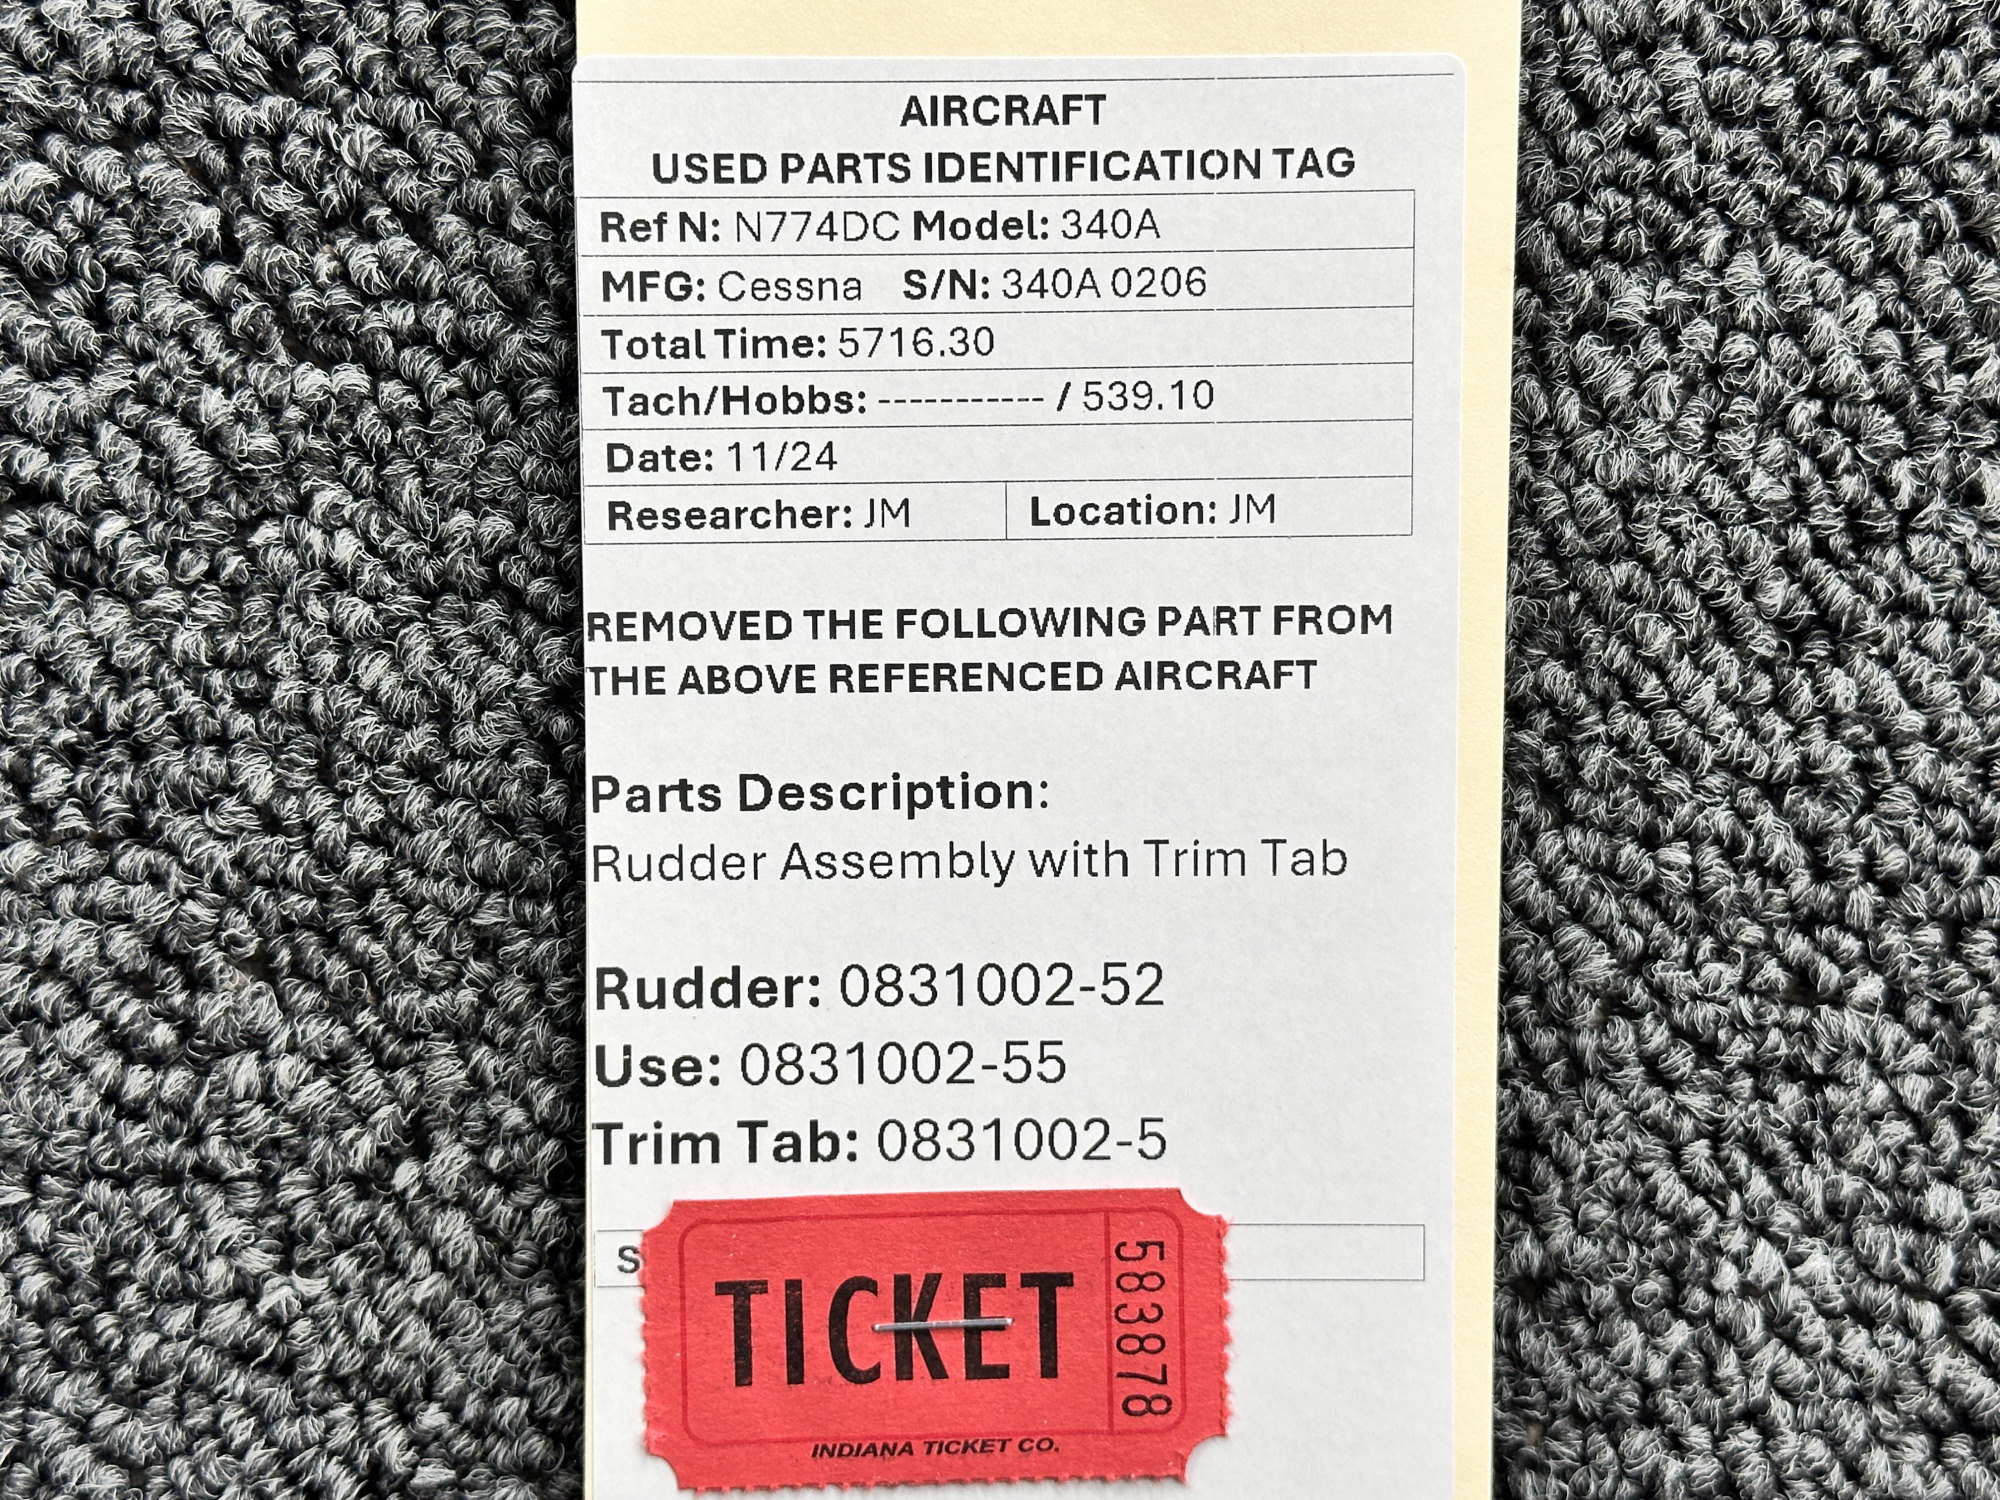 AIRCRAFT
USED PARTS IDENTIFICATION TAG
Ref N: N774DC Model: 340A
MFG: Cessna S/N: 340A 0206
Total Time: 5716.30
Tach/Hobbs: ----------- / 539.10
Date: 11/24
Researcher: JM Location: JM
REMOVED THE FOLLOWING PART FROM
THE ABOVE REFERENCED AIRCRAFT
Parts Description:
Rudder Assembly with Trim Tab
Rudder: 0831002-52
Use: 0831002-55
Trim Tab: 0831002-5
TICKET
583878
INDIANA TICKET CO.